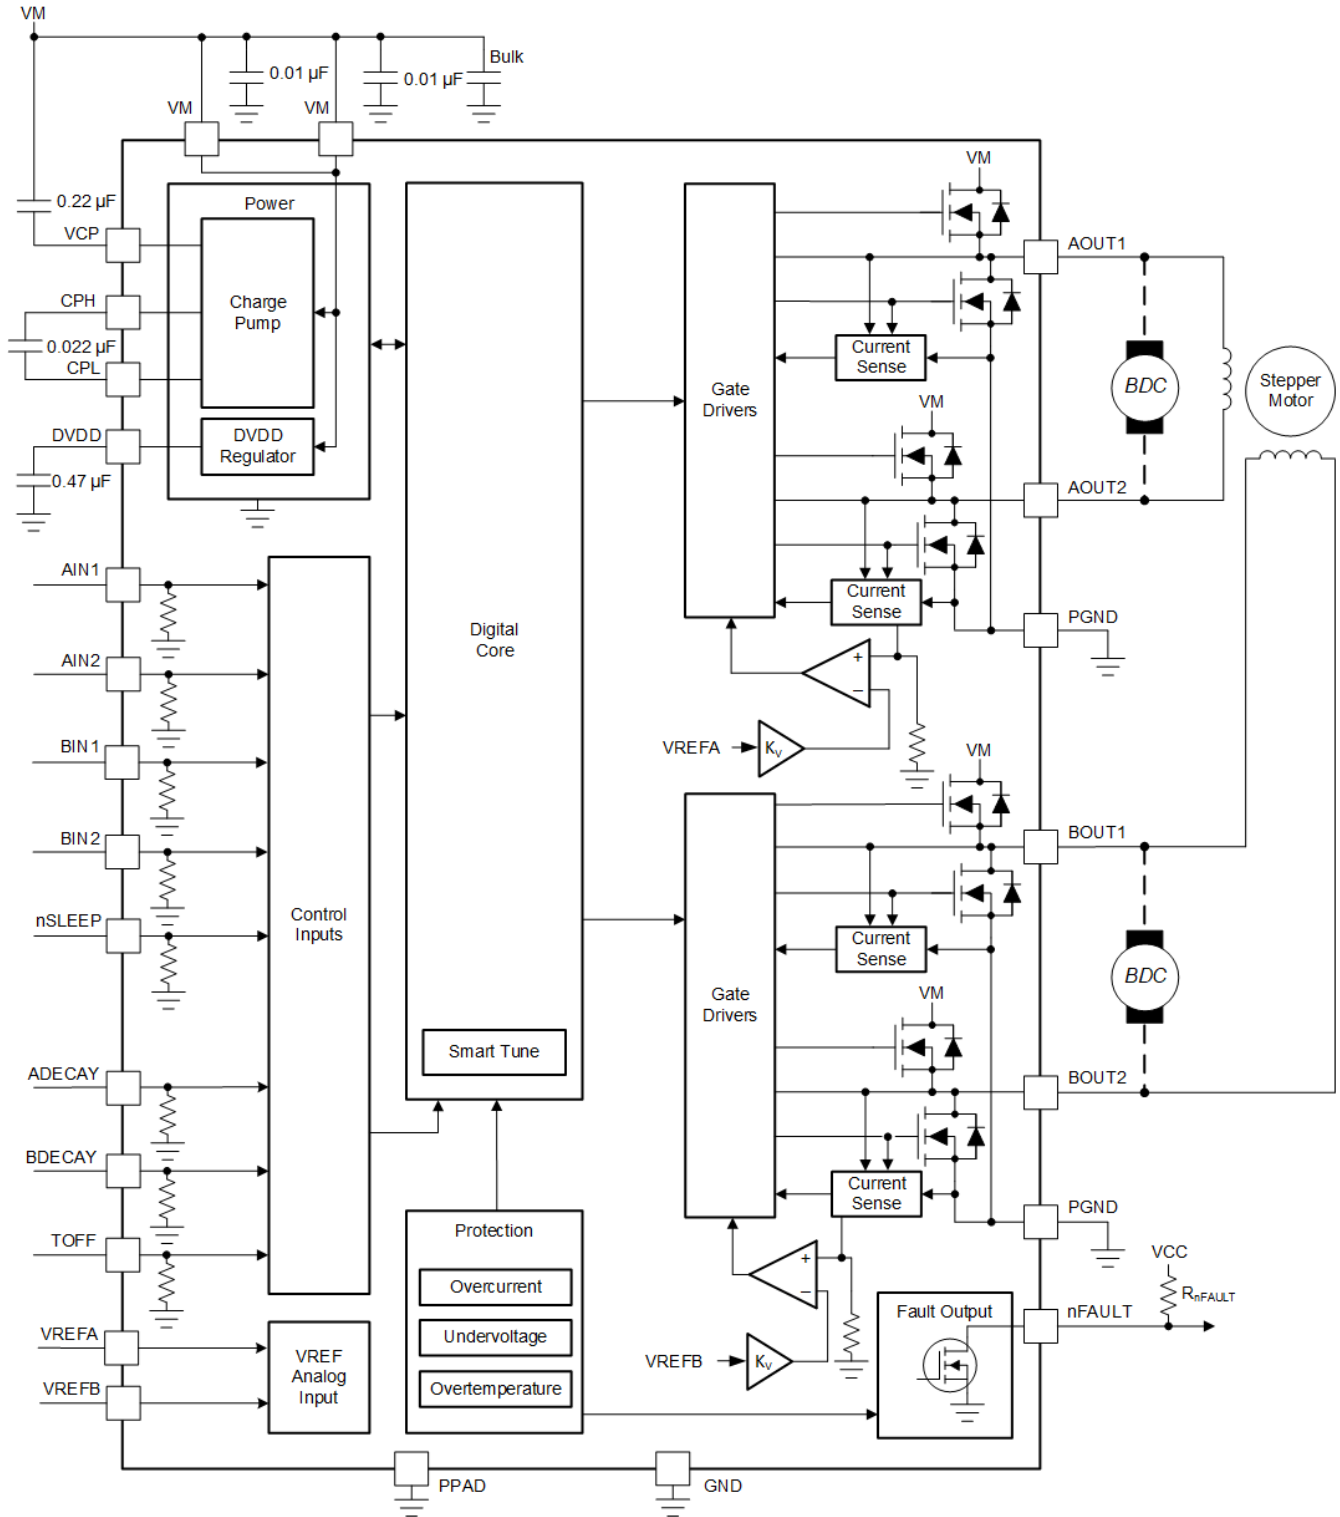 VM
0.01 µF
0.01 µF
Bulk
VM
VM
0.22 µF
VCP
CPH
0.022 µF
CPL
DVDD
0.47 µF
Power
Charge
Pump
DVDD
Regulator
AIN1
AIN2
BIN1
BIN2
nSLEEP
ADECAY
BDECAY
TOFF
VREFA
VREFB
Control
Inputs
VREF
Analog
Input
Digital
Core
Smart Tune
Protection
Overcurrent
Undervoltage
Overtemperature
Gate
Drivers
VM
Current
Sense
VM
Current
Sense
+
−
VREFA
Kv
Gate
Drivers
VM
Current
Sense
VM
Current
Sense
+
−
VREFB
Kv
Fault Output
AOUT1
BDC
Stepper
Motor
AOUT2
PGND
BOUT1
BDC
BOUT2
PGND
VCC
RnFAULT
nFAULT
PPAD
GND